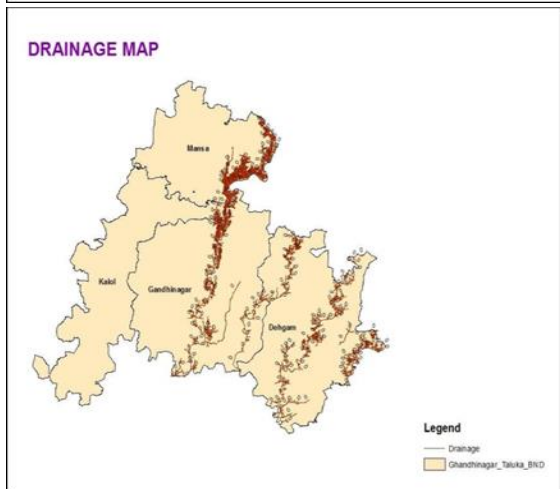 DRAINAGE MAP
Mansa
Kalol
Gandhinagar
Dehgam
Legend
Drainage
Ghandhinagar_Taluka_BND